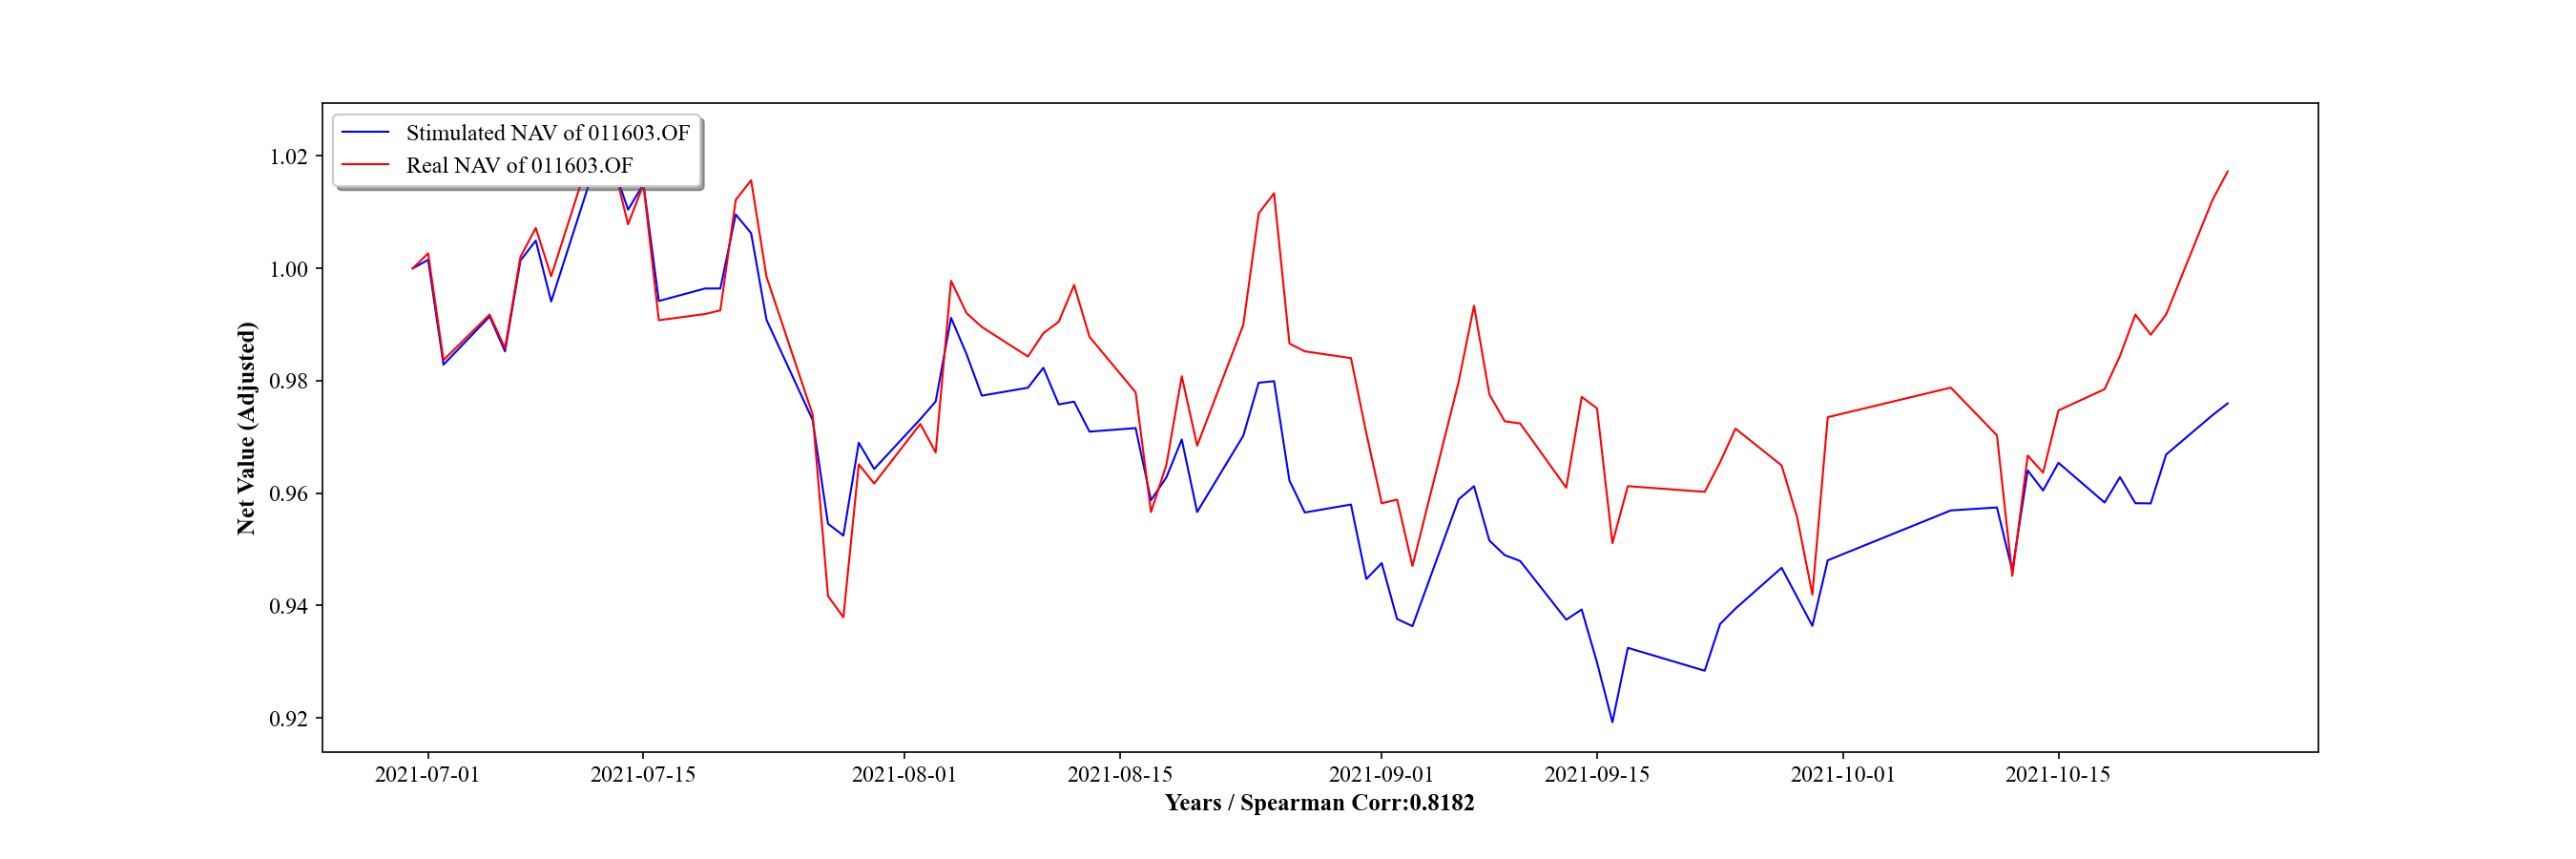 Stimulated NAV of 011603.OF
Real NAV of 011603.OF
Net Value (Adjusted)
1.02
1.00
0.98
0.96
0.94
0.92
2021-07-01 2021-07-15 2021-08-01 2021-08-15 2021-09-01 2021-09-15 2021-10-01 2021-10-15
Years / Spearman Corr:0.8182